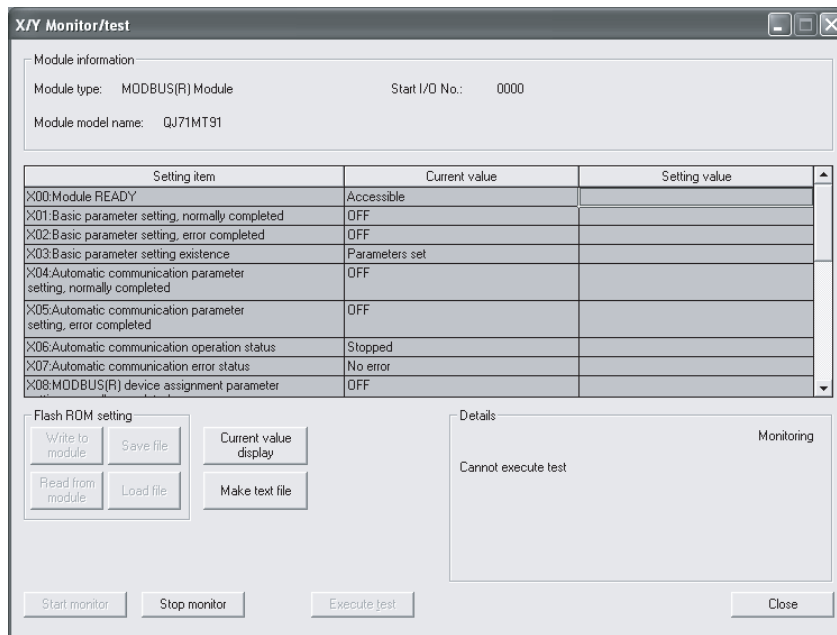 X/Y Monitor/test
Module information
Module type: MODBUS(R) Module Start I/O No.: 0000
Module model name: QJ71MT91
Setting item Current value Setting value
X00:Module READY Accessible
X01:Basic parameter setting, normally completed OFF
X02:Basic parameter setting, error completed OFF
X03:Basic parameter setting existence Parameters set
X04:Automatic communication parameter OFF
setting, normally completed
X05:Automatic communication parameter OFF
setting, error completed
X06:Automatic communication operation status Stopped
X07:Automatic communication error status No error
X08:MODBUS(R) device assignment parameter OFF
Flash ROM setting
Write to
module
Save file
Read from
module
Load file
Current value
display
Make text file
Details
Monitoring
Cannot execute test
Start monitor Stop monitor Execute test Close